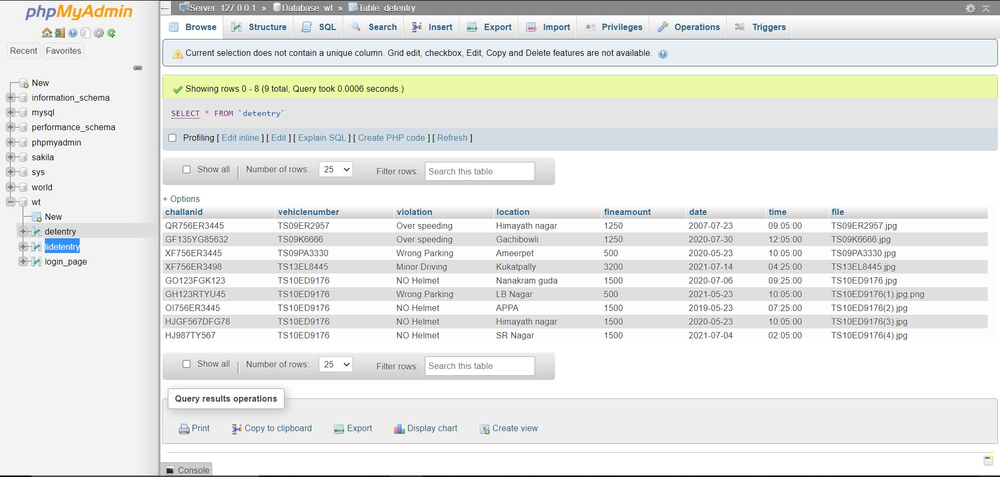 phpMyAdmin
Recent Favorites
New
information_schema
mysql
performance_schema
phpmyadmin
sakila
sys
world
wt
New
detentry
lidetentry
login_page
Server: 127.0.0.1 » Database: wt » Table: detentry
Browse Structure SQL Search Insert Export Import Privileges Operations Triggers
Current selection does not contain a unique column. Grid edit, checkbox, Edit, Copy and Delete features are not available.
Showing rows 0 - 8 (9 total, Query took 0.0006 seconds.)
SELECT * FROM `detentry`
Profiling [ Edit inline ] [ Edit ] [ Explain SQL ] [ Create PHP code ] [ Refresh ]
Show all | Number of rows: 25 Filter rows: Search this table
+ Options
challanid vehiclenumber violation location fineamount date time file
QR756ER3445 TS09ER2957 Over speeding Himayath nagar 1250 2007-07-23 09:05:00 TS09ER2957.jpg
GF135YG85632 TS09K6666 Over speeding Gachibowli 1250 2020-07-30 12:05:00 TS09K6666.jpg
XF756ER3445 TS09PA3330 Wrong Parking Ameerpet 500 2020-05-23 10:05:00 TS09PA3330.jpg
XF756ER3498 TS13EL8445 Minor Driving Kukatpally 3200 2021-07-14 04:25:00 TS13EL8445.jpg
GO123FGK123 TS10ED9176 NO Helmet Nanakram guda 1500 2020-07-06 09:25:00 TS10ED9176.jpg
GH123RTYU45 TS10ED9176 Wrong Parking LB Nagar 500 2021-05-23 10:05:00 TS10ED9176(1).jpg.png
OI756ER3445 TS10ED9176 NO Helmet APPA 1500 2019-05-23 07:25:00 TS10ED9176(2).jpg
HJGF567DFG78 TS10ED9176 NO Helmet Himayath nagar 1500 2020-05-23 10:05:00 TS10ED9176(3).jpg
HJ987TY567 TS10ED9176 NO Helmet SR Nagar 1500 2021-07-04 02:05:00 TS10ED9176(4).jpg
Show all | Number of rows: 25 Filter rows: Search this table
Query results operations
Print Copy to clipboard Export Display chart Create view
Console